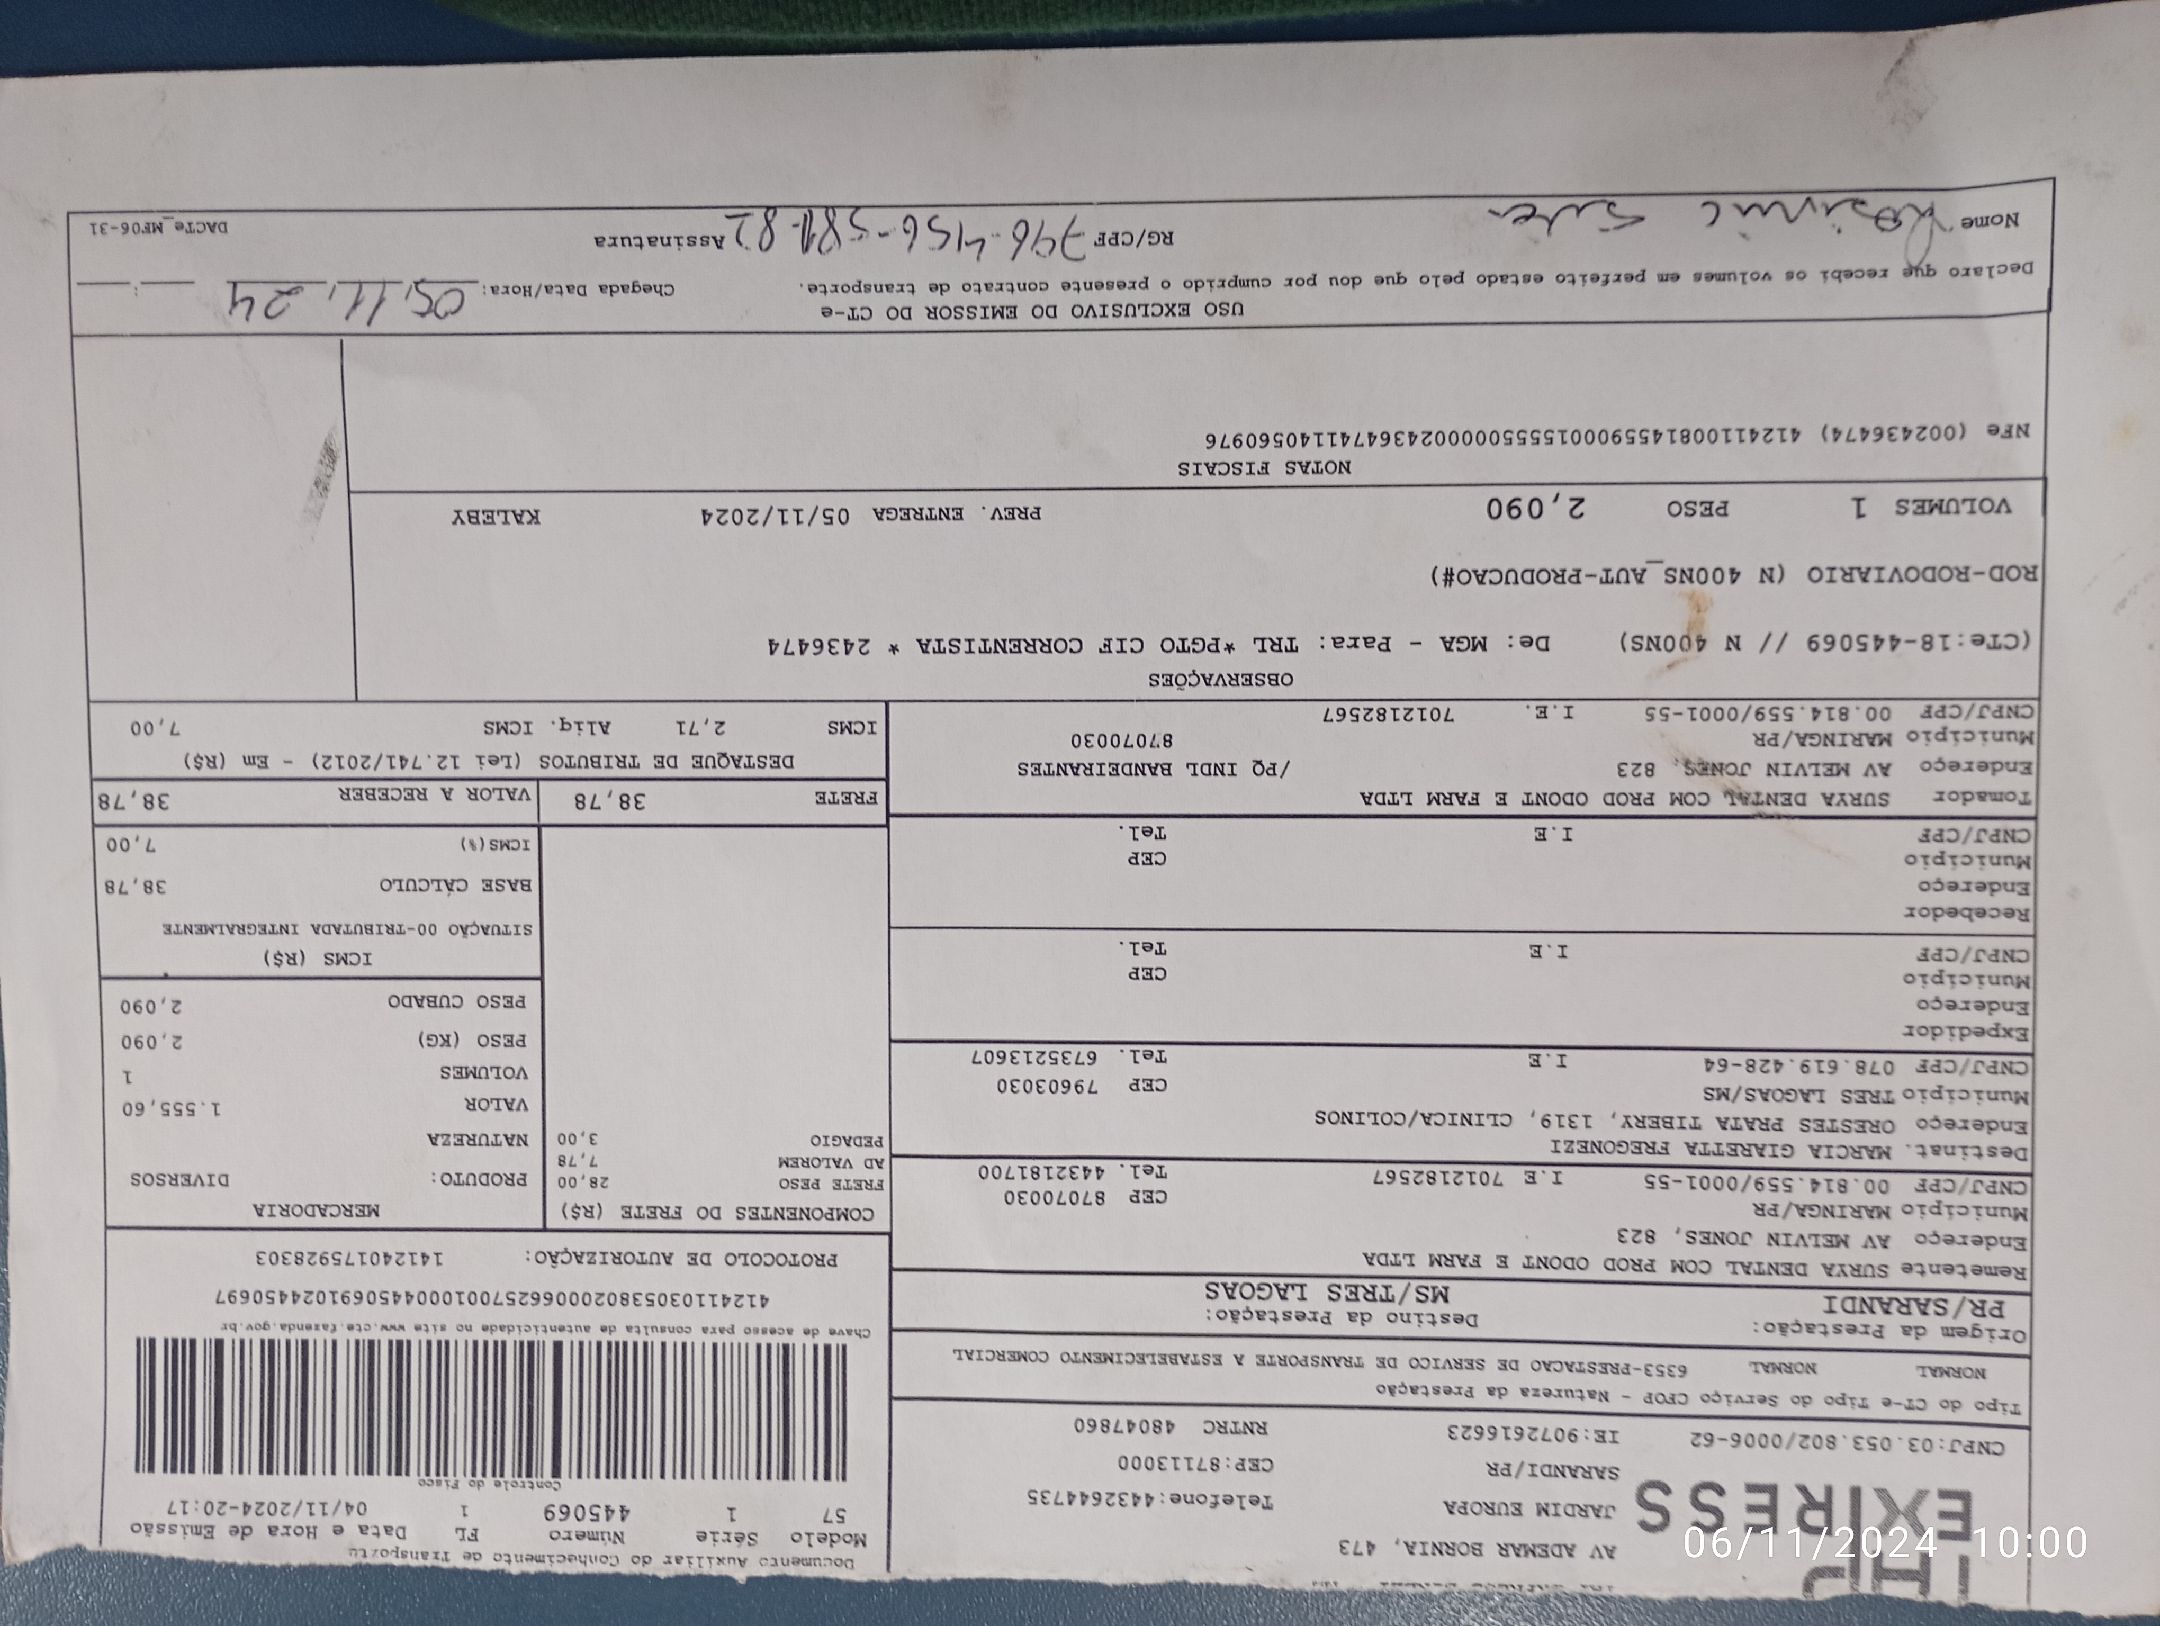 Documento Auxiliar do Conhecimento de Transporte
EXPRESS
AV ADEMAR BORNIA, 473
JARDIM EUROPA Telefone:4432644735
SARANDI/PR CEP:87113000
CNPJ:03.053.802/0006-62 IE:9072616623 RNTRC 48047860
Modelo Série Número FL Data e Hora de Emissão
57 1 445069 1 04/11/2024-20:17
Controle do Fisco
Chave de acesso para consulta de autenticidade no site www.cte.fazenda.gov.br
41241103053802000662570010004450691024450697
PROTOCOLO DE AUTORIZAÇÃO: 141240175928303
Tipo do CT-e Tipo do Serviço CFOP - Natureza da Prestação
NORMAL NORMAL 6353-PRESTACAO DE SERVICO DE TRANSPORTE A ESTABELECIMENTO COMERCIAL
Origem da Prestação: Destino da Prestação:
PR/SARANDI MS/TRES LAGOAS
Remetente SURYA DENTAL COM PROD ODONT E FARM LTDA
Endereço AV MELVIN JONES, 823
Município MARINGA/PR CEP 87070030
CNPJ/CPF 00.814.559/0001-55 I.E 7012182567 Tel. 4432181700
Destinat. MARCIA GIARETTA FREGONEZI
Endereço ORESTES PRATA TIBERY, 1319, CLINICA/COLINOS
Município TRES LAGOAS/MS CEP 79603030
CNPJ/CPF 078.619.428-64 I.E Tel. 6735213607
Expedidor
Endereço
Município CEP
CNPJ/CPF I.E Tel.
Recebedor
Endereço
Município CEP
CNPJ/CPF I.E Tel.
Tomador SURYA DENTAL COM PROD ODONT E FARM LTDA
Endereço AV MELVIN JONES, 823 /PQ INDL BANDEIRANTES
Município MARINGA/PR 87070030
CNPJ/CPF 00.814.559/0001-55 I.E. 7012182567
COMPONENTES DO FRETE (R$)
FRETE PESO 28,00
AD VALOREM 7,78
PEDAGIO 3,00
FRETE 38,78
MERCADORIA
PRODUTO: DIVERSOS
NATUREZA
VALOR 1.555,60
VOLUMES 1
PESO (KG) 2,090
PESO CUBADO 2,090
ICMS (R$)
SITUAÇÃO 00-TRIBUTADA INTEGRALMENTE
BASE CÁLCULO 38,78
ICMS(%) 7,00
VALOR A RECEBER 38,78
DESTAQUE DE TRIBUTOS (Lei 12.741/2012) - Em (R$)
ICMS 2,71 Aliq. ICMS 7,00
OBSERVAÇÕES
(CTe:18-445069 // N 400NS) De: MGA - Para: TRL *PGTO CIF CORRENTISTA * 2436474
ROD-RODOVIARIO (N 400NS_AUT-PRODUCAO#)
VOLUMES 1 PESO 2,090 PREV. ENTREGA 05/11/2024 KALEBY
NOTAS FISCAIS
NFe (002436474) 41241100814559000155550000024364741140560976
USO EXCLUSIVO DO EMISSOR DO CT-e
Declaro que recebi os volumes em perfeito estado pelo que dou por cumprido o presente contrato de transporte. Chegada Data/Hora: 05, 11, 24
Nome RG/CPF 796-456-581-82 Assinatura
DACTe_MF06-31
06/11/2024 10:00